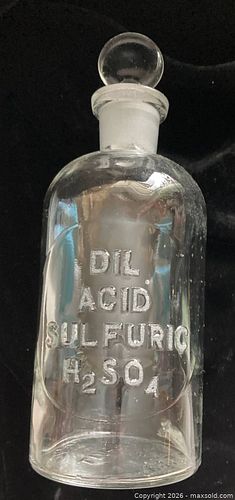 DIL
ACID
SULFURIC
H₂SO₄
Copyright © 2026 - maxsold.com